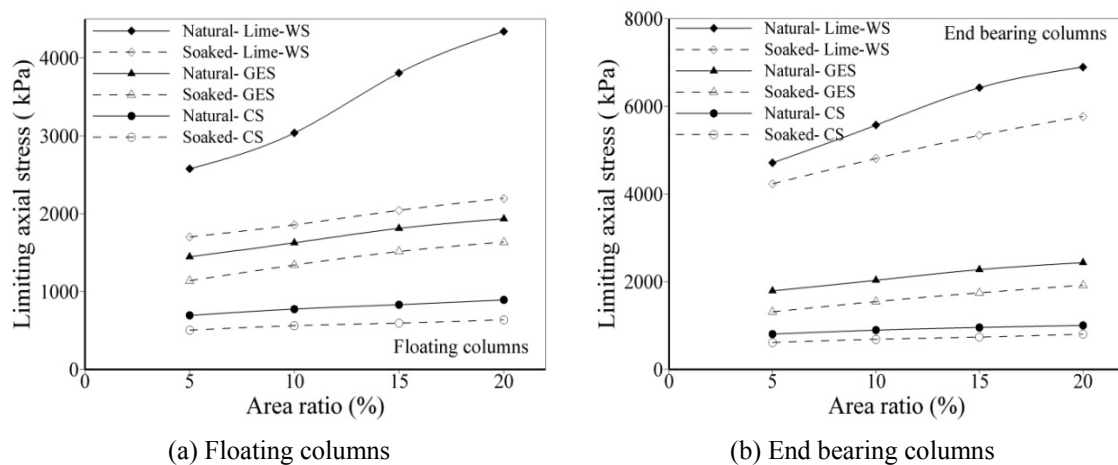 4000
3000
2000
1000
0
Limiting axial stress ( kPa)
Natural- Lime-WS
Soaked- Lime-WS
Natural- GES
Soaked- GES
Natural- CS
Soaked- CS
Floating columns
0 5 10 15 20
Area ratio (%)
(a) Floating columns
8000
6000
4000
2000
0
Limiting axial stress (kPa)
End bearing columns
Natural- Lime-WS
Soaked- Lime-WS
Natural- GES
Soaked- GES
Natural- CS
Soaked- CS
0 5 10 15 20
Area ratio (%)
(b) End bearing columns